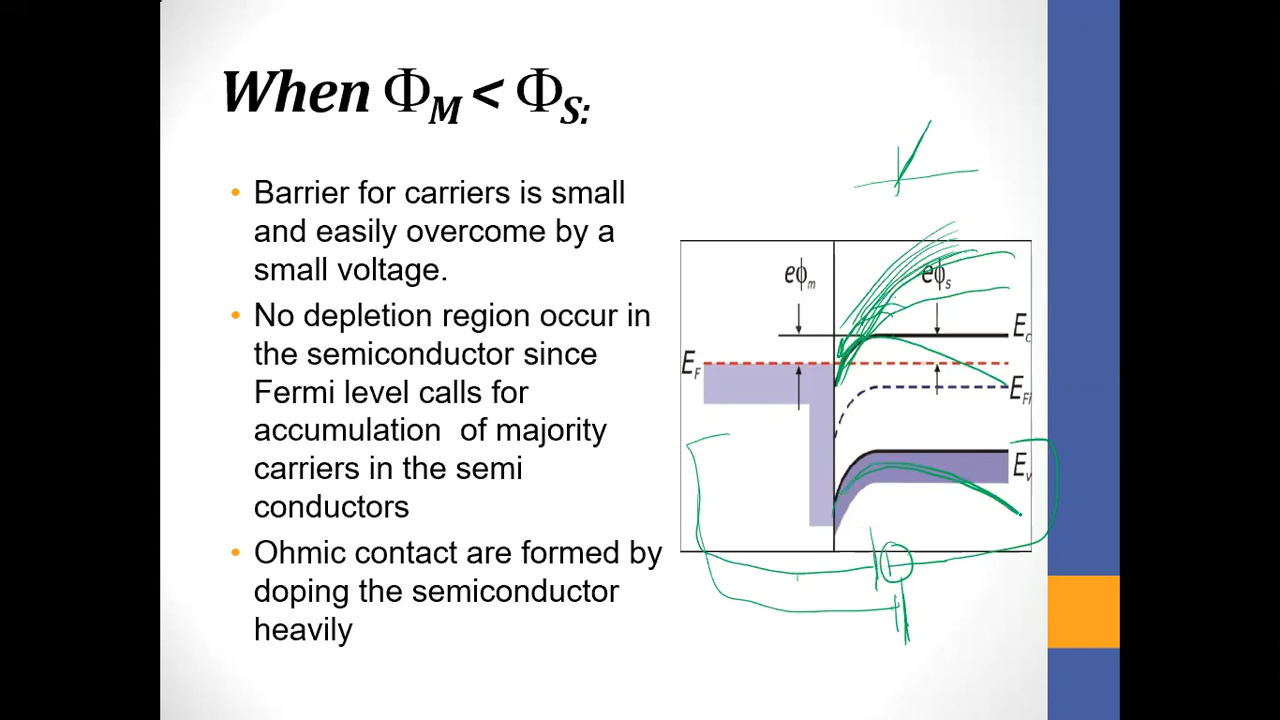 When ΦM < ΦS:
• Barrier for carriers is small
and easily overcome by a
small voltage.
• No depletion region occur in
the semiconductor since
Fermi level calls for
accumulation of majority
carriers in the semi
conductors
• Ohmic contact are formed by
doping the semiconductor
heavily
eϕm
eϕs
Ec
EF
EFi
Ev